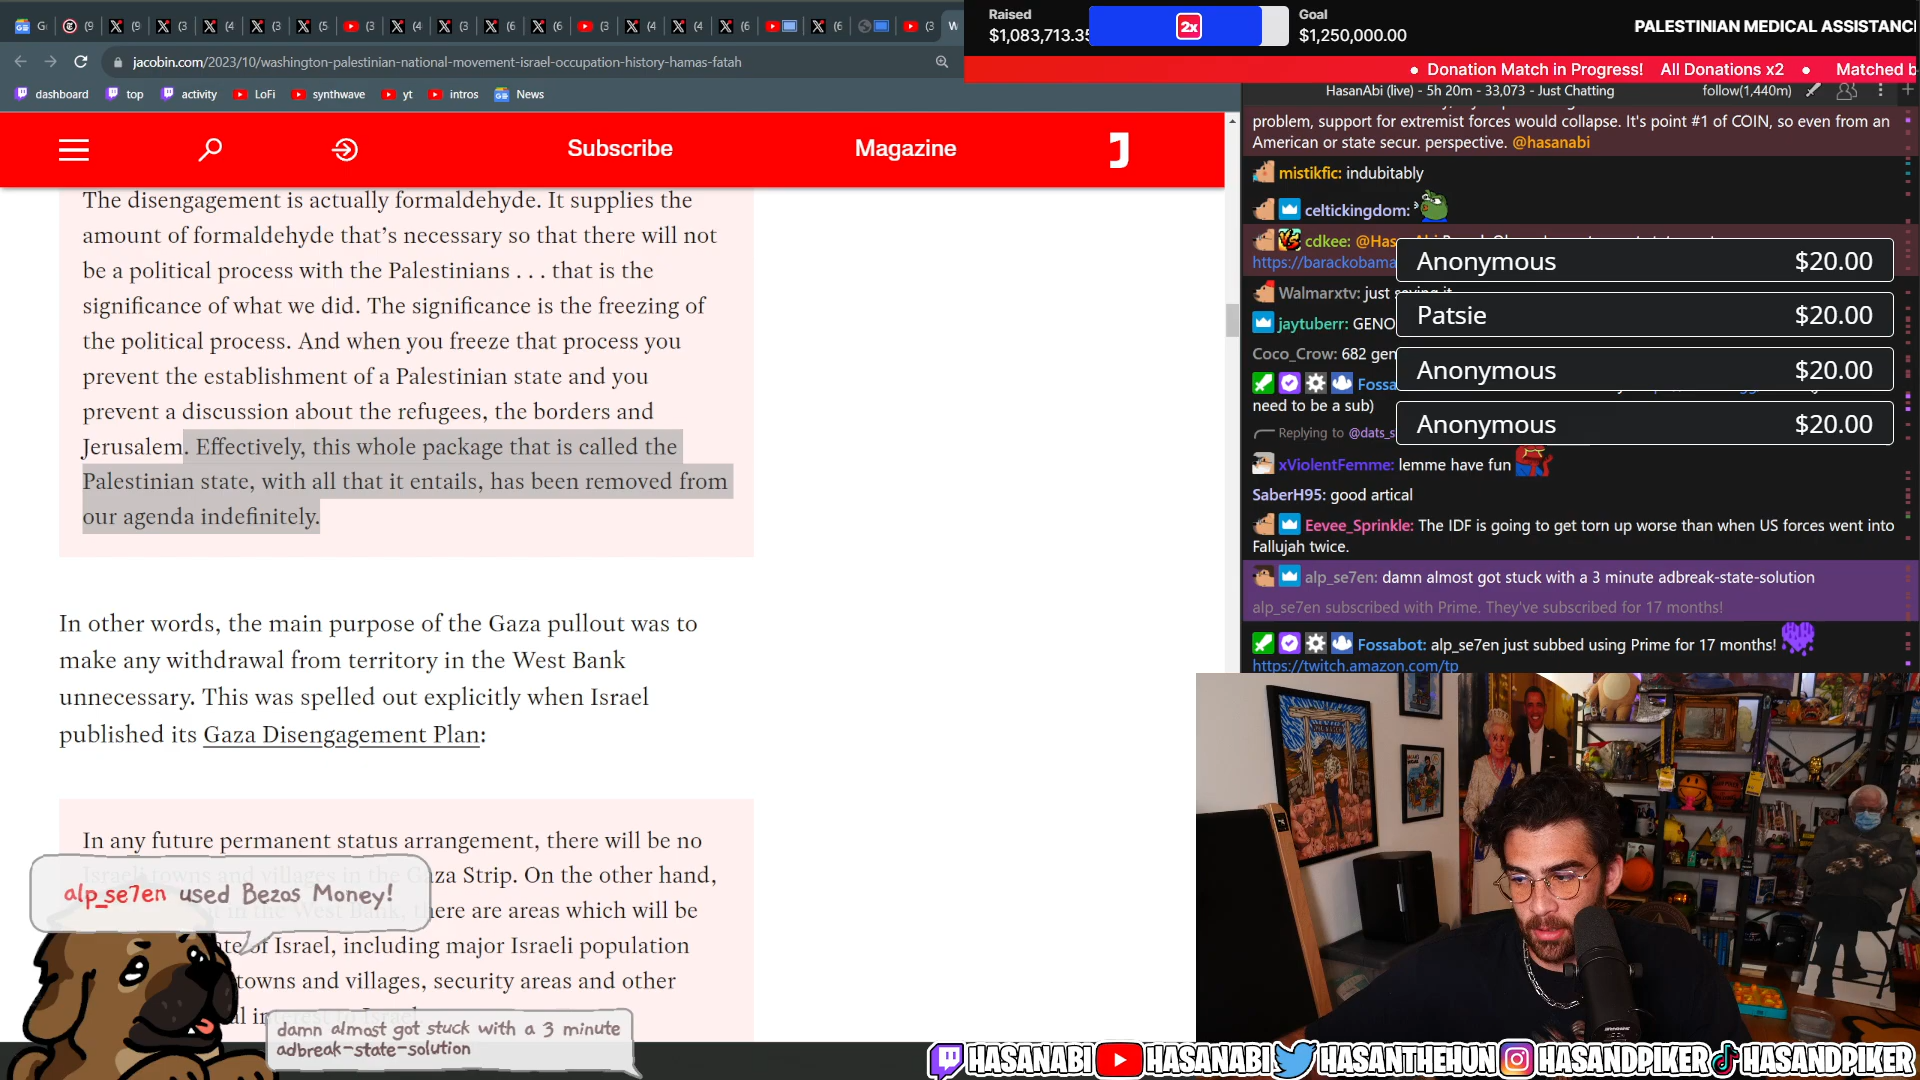 jacobin.com/2023/10/washington-palestinian-national-movement-israel-occupation-history-hamas-fatah
dashboard
top
activity
LoFi
synthwave
yt
intros
News
Subscribe
Magazine
The disengagement is actually formaldehyde. It supplies the
amount of formaldehyde that's necessary so that there will not
be a political process with the Palestinians . . . that is the
significance of what we did. The significance is the freezing of
the political process. And when you freeze that process you
prevent the establishment of a Palestinian state and you
prevent a discussion about the refugees, the borders and
Jerusalem. Effectively, this whole package that is called the
Palestinian state, with all that it entails, has been removed from
our agenda indefinitely.
In other words, the main purpose of the Gaza pullout was to
make any withdrawal from territory in the West Bank
unnecessary. This was spelled out explicitly when Israel
published its Gaza Disengagement Plan:
In any future permanent status arrangement, there will be no
Israeli towns and villages in the Gaza Strip. On the other hand,
in the West Bank, there are areas which will be
of Israel, including major Israeli population
towns and villages, security areas and other
alp_se7en used Bezos Money!
damn almost got stuck with a 3 minute
adbreak-state-solution
Raised
$1,083,713.35
2x
Goal
$1,250,000.00
PALESTINIAN MEDICAL ASSISTANC
• Donation Match in Progress! All Donations x2 • Matched b
HasanAbi (live) - 5h 20m - 33,073 - Just Chatting
follow(1,440m)
problem, support for extremist forces would collapse. It's point #1 of COIN, so even from an
American or state secur. perspective. @hasanabi
mistikfic: indubitably
celtickingdom:
cdkee: @Has
https://barackobama
Walmarxtv: just saying it
jaytuberr: GENO
Coco_Crow: 682 gen
Fossa
need to be a sub)
Replying to @dats_s
xViolentFemme: lemme have fun
SaberH95: good artical
Eevee_Sprinkle: The IDF is going to get torn up worse than when US forces went into
Fallujah twice.
alp_se7en: damn almost got stuck with a 3 minute adbreak-state-solution
alp_se7en subscribed with Prime. They've subscribed for 17 months!
Fossabot: alp_se7en just subbed using Prime for 17 months!
https://twitch.amazon.com/tp
Anonymous $20.00
Patsie $20.00
Anonymous $20.00
Anonymous $20.00
HASANABI HASANABI HASANTHEHUN HASANDPIKER HASANDPIKER